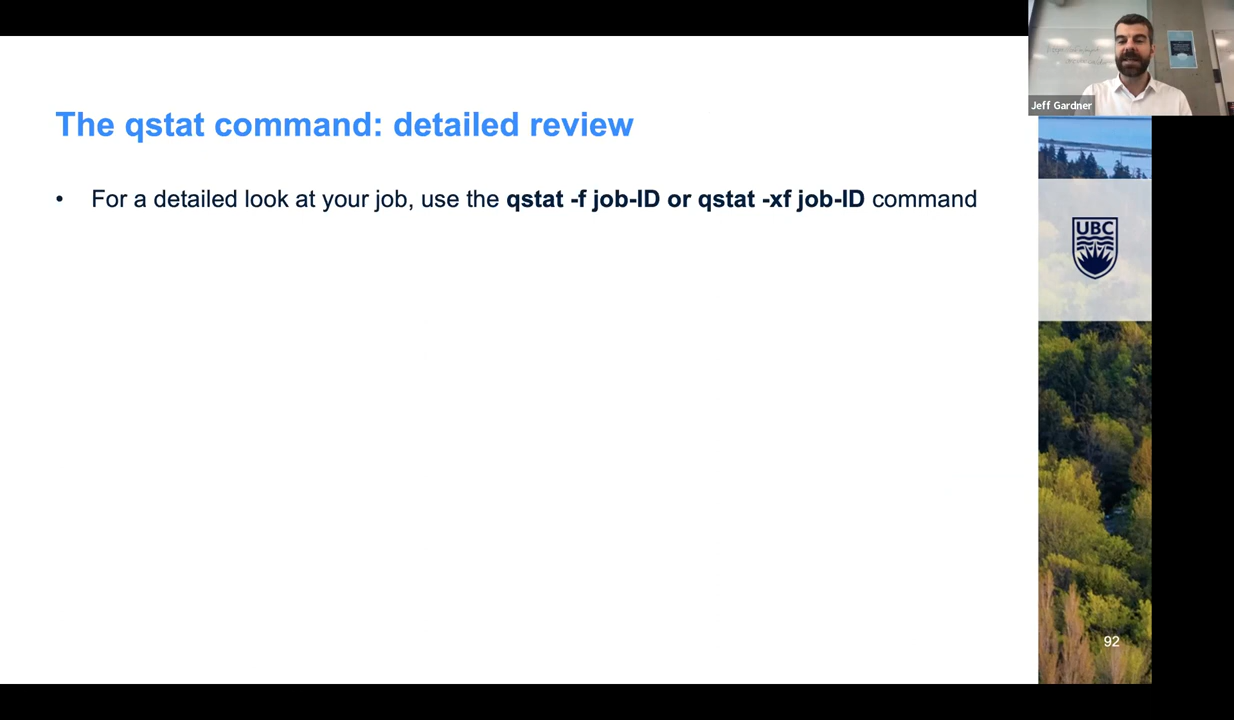 Jeff Gardner
The qstat command: detailed review
• For a detailed look at your job, use the qstat -f job-ID or qstat -xf job-ID command
UBC
92